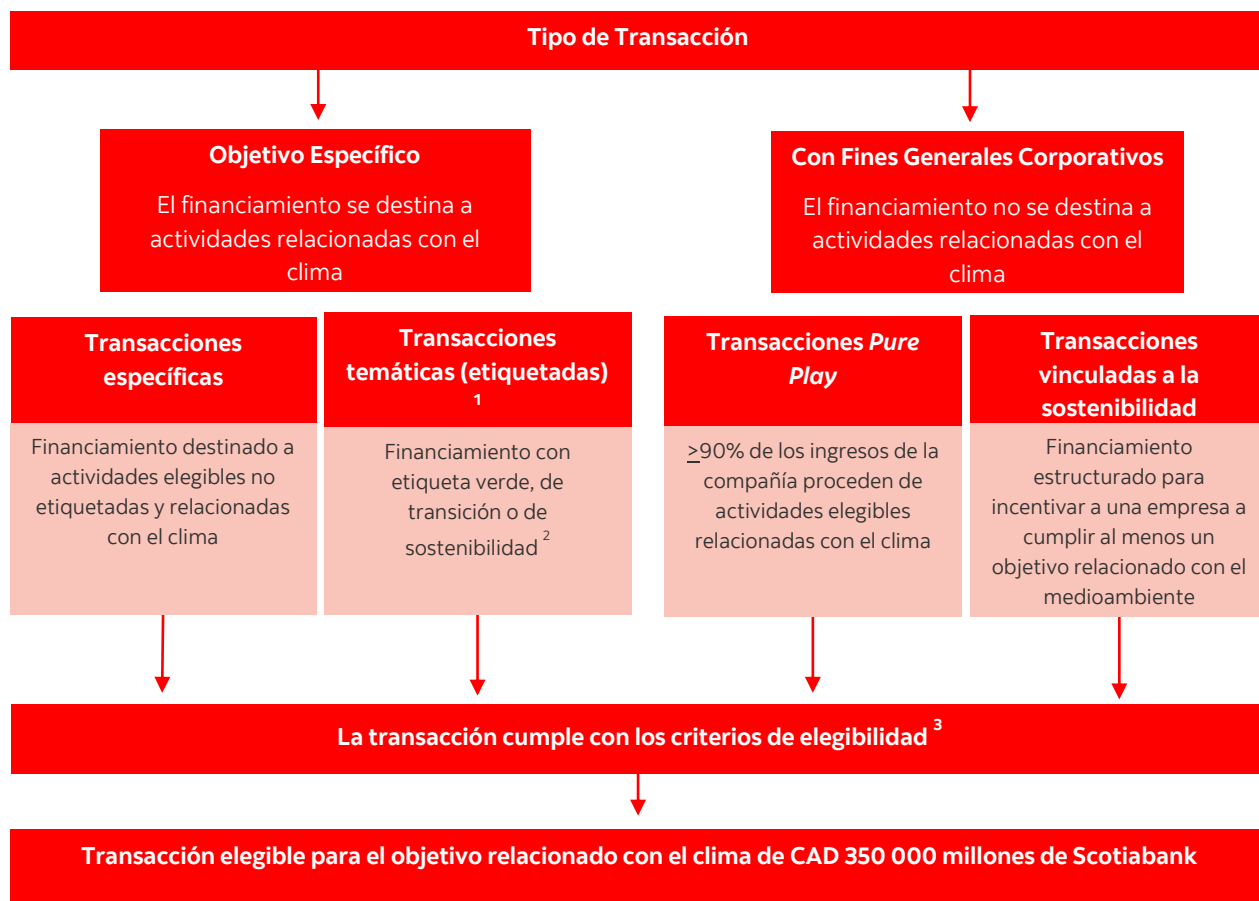 Tipo de Transacción
Objetivo Específico
El financiamiento se destina a
actividades relacionadas con el
clima
Con Fines Generales Corporativos
El financiamiento no se destina a
actividades relacionadas con el
clima
Transacciones
específicas
Financiamiento destinado a
actividades elegibles no
etiquetadas y relacionadas
con el clima
Transacciones
temáticas (etiquetadas)
1
Financiamiento con
etiqueta verde, de
transición o de
sostenibilidad 2
Transacciones Pure
Play
≥90% de los ingresos de la
compañía proceden de
actividades elegibles
relacionadas con el clima
Transacciones
vinculadas a la
sostenibilidad
Financiamiento
estructurado para
incentivar a una empresa a
cumplir al menos un
objetivo relacionado con el
medioambiente
La transacción cumple con los criterios de elegibilidad 3
Transacción elegible para el objetivo relacionado con el clima de CAD 350 000 millones de Scotiabank